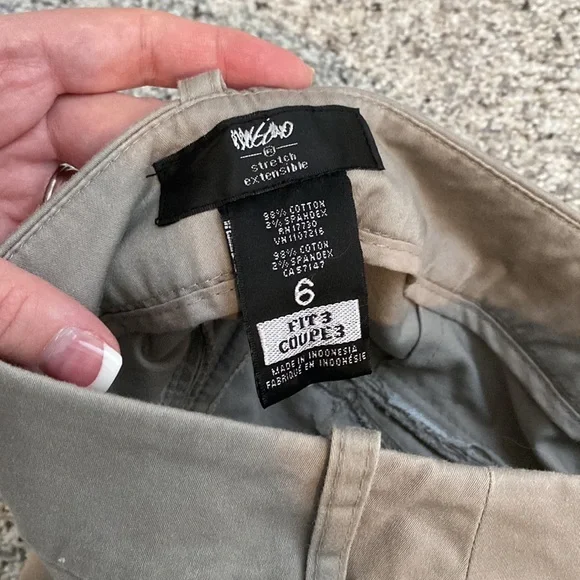 mossimo
stretch
extensible
98% COTTON
2% SPANDEX
RN17730
VN1107216
98% COTON
2% SPANDEX
CA57147
6
FIT 3
COUPE 3
MADE IN INDONESIA
FABRIQUÉ EN INDONÉSIE